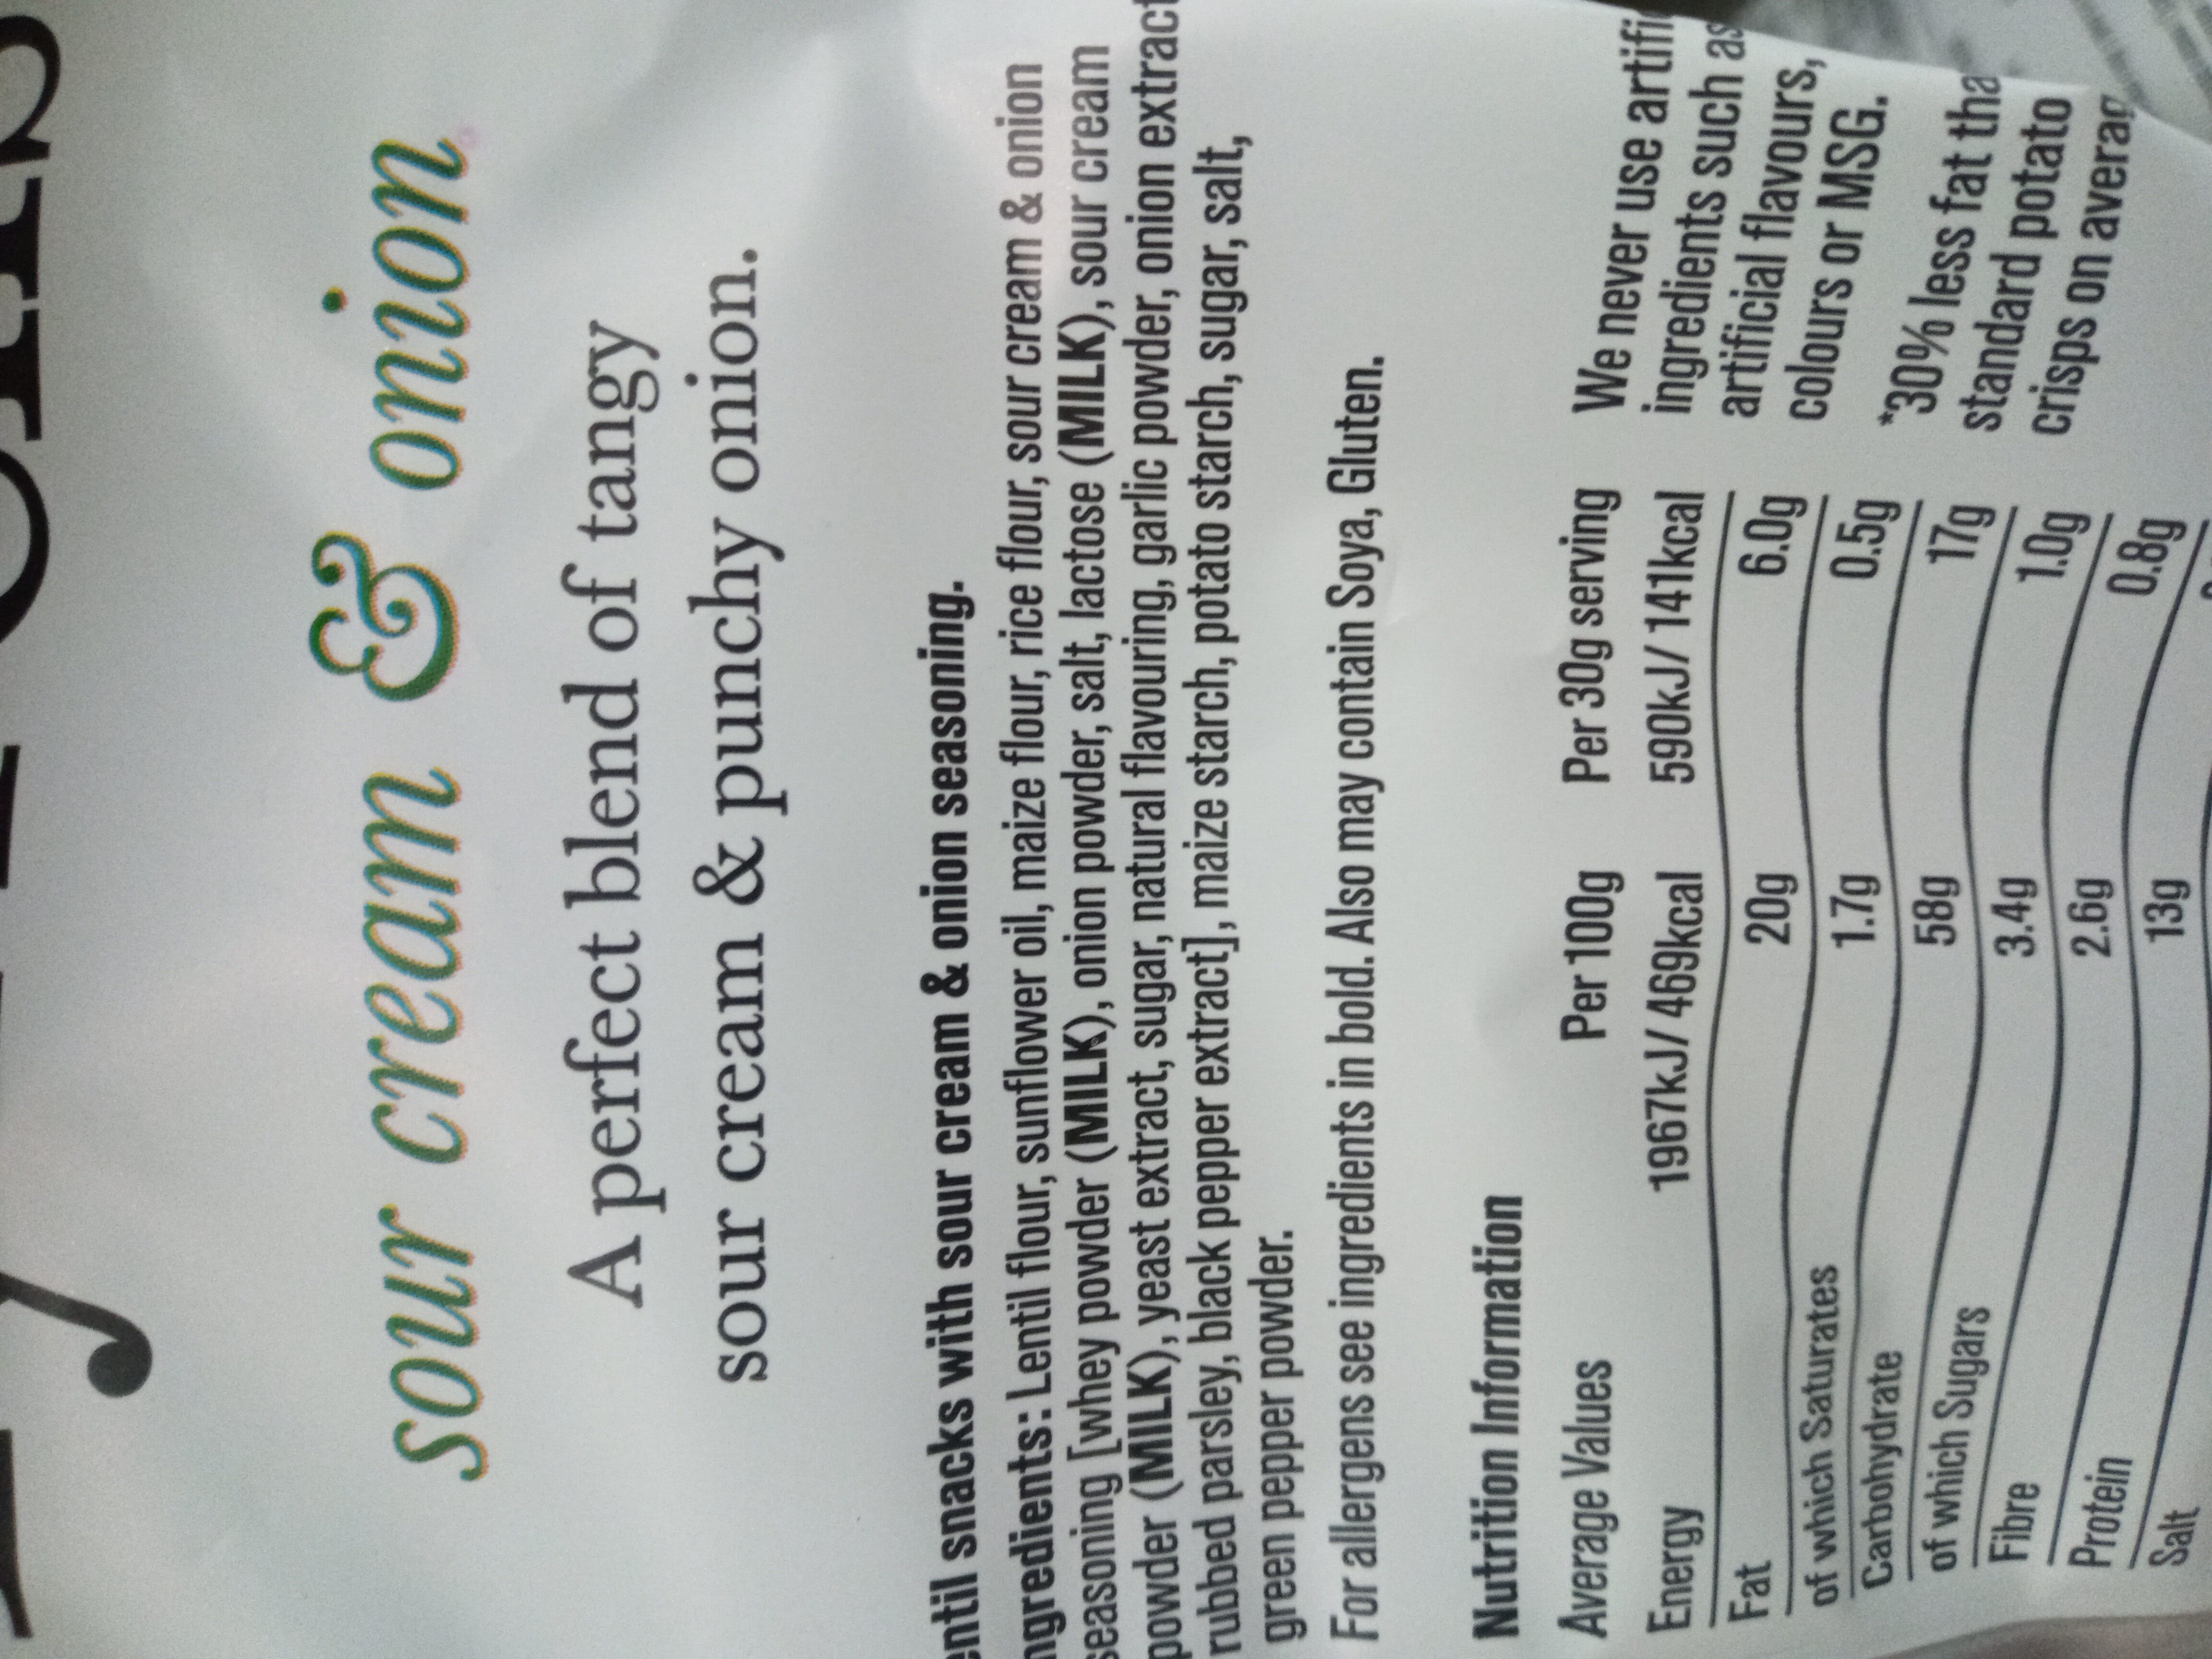 sour cream & onion
A perfect blend of tangy
sour cream & punchy onion.
entil snacks with sour cream & onion seasoning.
ngredients: Lentil flour, sunflower oil, maize flour, rice flour, sour cream & onion
seasoning [whey powder (MILK), onion powder, salt, lactose (MILK), sour cream
powder (MILK), yeast extract, sugar, natural flavouring, garlic powder, onion extract
rubbed parsley, black pepper extract], maize starch, potato starch, sugar, salt,
green pepper powder.
For allergens see ingredients in bold. Also may contain Soya, Gluten.
Nutrition Information
Average Values Per 100g Per 30g serving
Energy 1967kJ/ 469kcal 590kJ/ 141kcal
Fat 20g 6.0g
of which Saturates 1.7g 0.5g
Carbohydrate 58g 17g
of which Sugars 3.4g 1.0g
Fibre 2.6g 0.8g
Protein 13g
Salt
We never use artifi
ingredients such as
artificial flavours,
colours or MSG.
*30% less fat tha
standard potato
crisps on averag